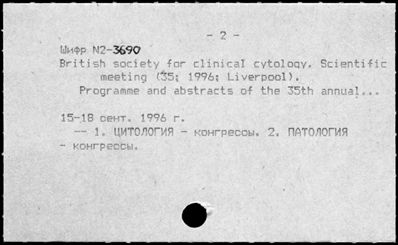 - 2 -
Шифр N2-3690
British society for clinical cytology. Scientific
meeting (35; 1996; Liverpool).
Programme and abstracts of the 35th annual...
15-18 сент. 1996 г.
-- 1. ЦИТОЛОГИЯ - конгрессы. 2. ПАТОЛОГИЯ
- конгрессы.